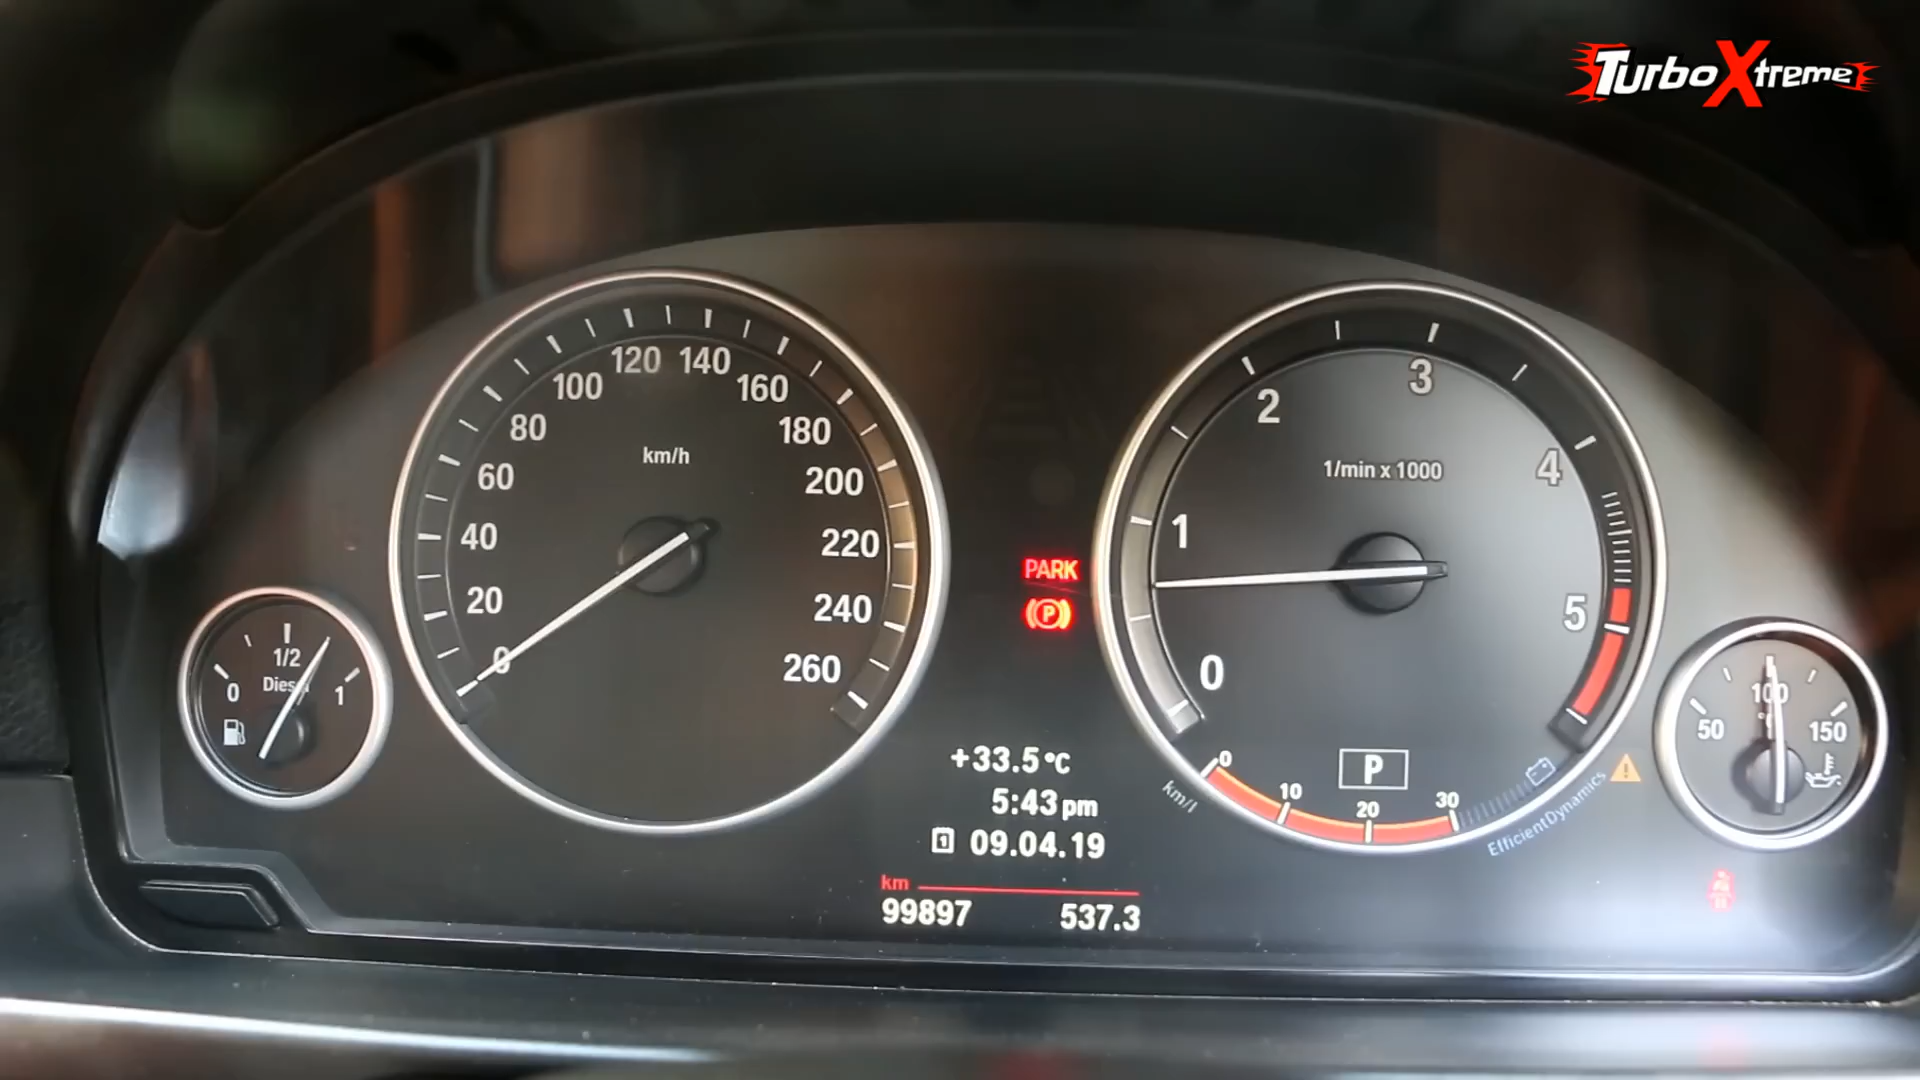 TurboXtreme
120 140
100 160
80 180
60 200
40 220
20 240
0 260
km/h
PARK
P
3
2 4
1/min x 1000
1 5
0
P
1/2
0 1
Diesel
100
50 150
°C
0 10 20 30
km/l
EfficientDynamics
+33.5°C
5:43 pm
1 09.04.19
km
99897 537.3